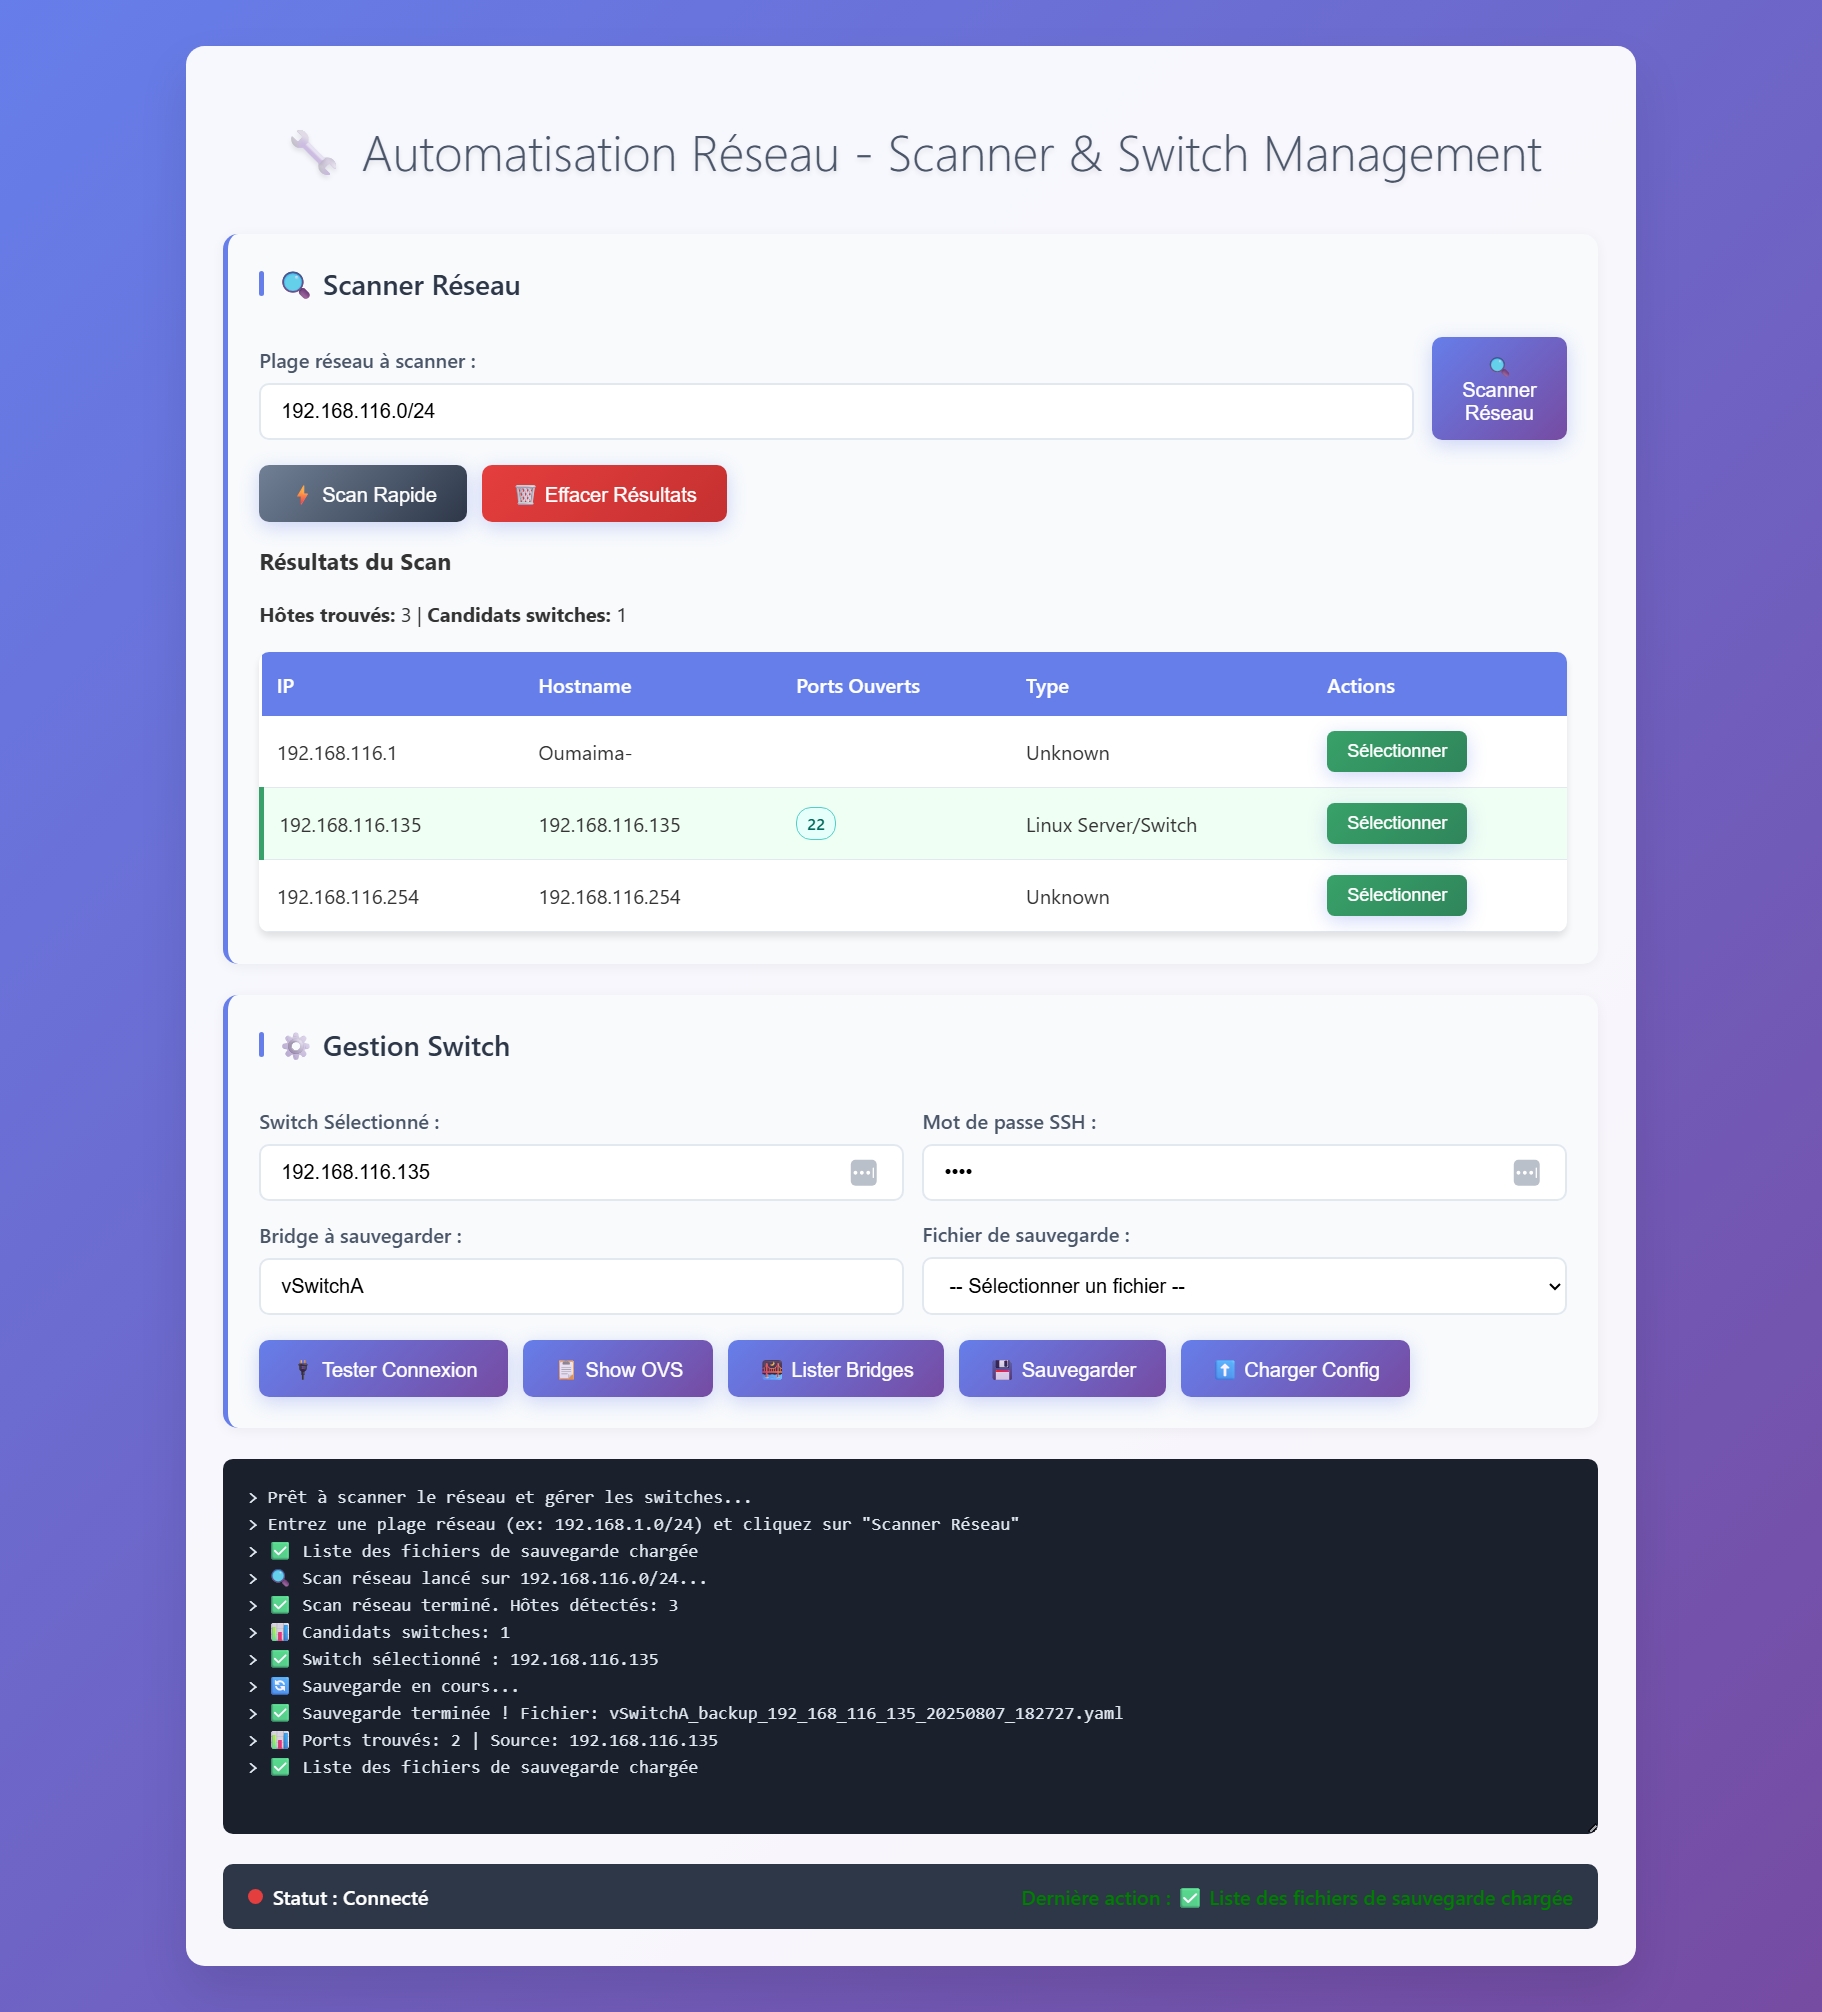 🔧 Automatisation Réseau - Scanner & Switch Management
🔍 Scanner Réseau
Plage réseau à scanner :
192.168.116.0/24
🔍 Scanner Réseau
⚡ Scan Rapide
🗑️ Effacer Résultats
Résultats du Scan
Hôtes trouvés: 3 | Candidats switches: 1
IP Hostname Ports Ouverts Type Actions
192.168.116.1 Oumaima- Unknown Sélectionner
192.168.116.135 192.168.116.135 22 Linux Server/Switch Sélectionner
192.168.116.254 192.168.116.254 Unknown Sélectionner
⚙️ Gestion Switch
Switch Sélectionné :
192.168.116.135
Mot de passe SSH :
••••
Bridge à sauvegarder :
vSwitchA
Fichier de sauvegarde :
-- Sélectionner un fichier --
🔌 Tester Connexion
📋 Show OVS
🌉 Lister Bridges
💾 Sauvegarder
⬆️ Charger Config
> Prêt à scanner le réseau et gérer les switches...
> Entrez une plage réseau (ex: 192.168.1.0/24) et cliquez sur "Scanner Réseau"
> ✅ Liste des fichiers de sauvegarde chargée
> 🔍 Scan réseau lancé sur 192.168.116.0/24...
> ✅ Scan réseau terminé. Hôtes détectés: 3
> 📊 Candidats switches: 1
> ✅ Switch sélectionné : 192.168.116.135
> 🔄 Sauvegarde en cours...
> ✅ Sauvegarde terminée ! Fichier: vSwitchA_backup_192_168_116_135_20250807_182727.yaml
> 📊 Ports trouvés: 2 | Source: 192.168.116.135
> ✅ Liste des fichiers de sauvegarde chargée
Statut : Connecté
Dernière action : ✅ Liste des fichiers de sauvegarde chargée